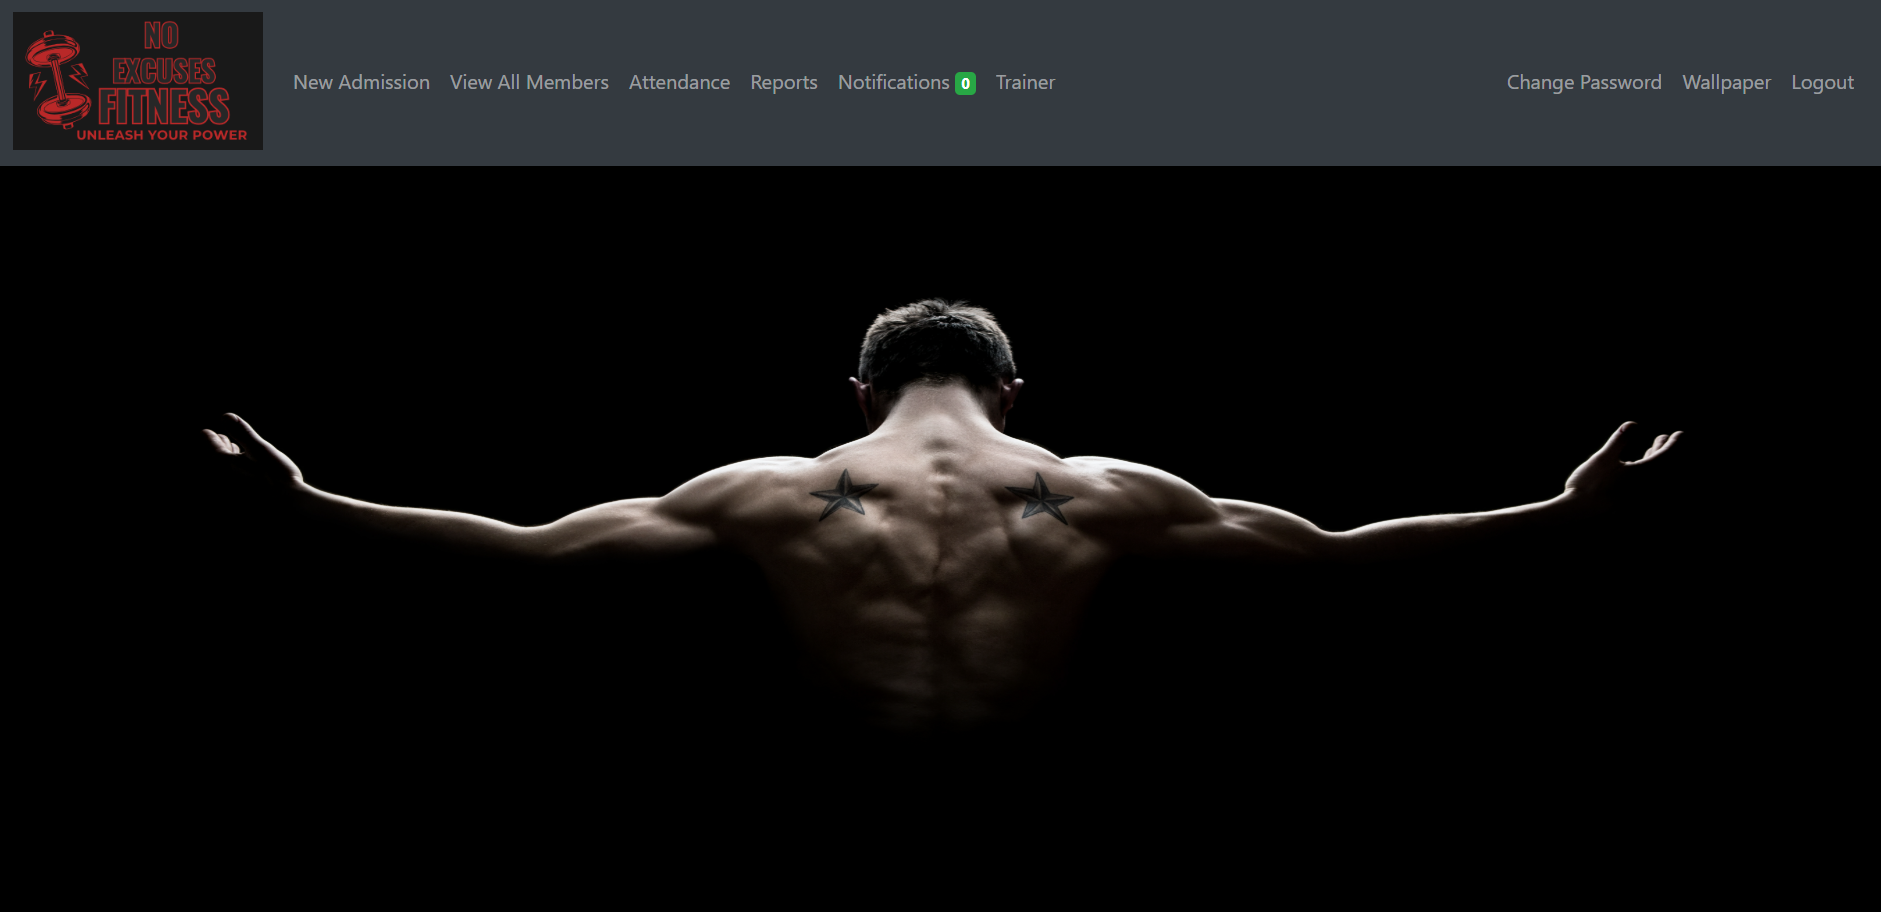 NO
EXCUSES
FITNESS
UNLEASH YOUR POWER
New Admission View All Members Attendance Reports Notifications 0 Trainer Change Password Wallpaper Logout